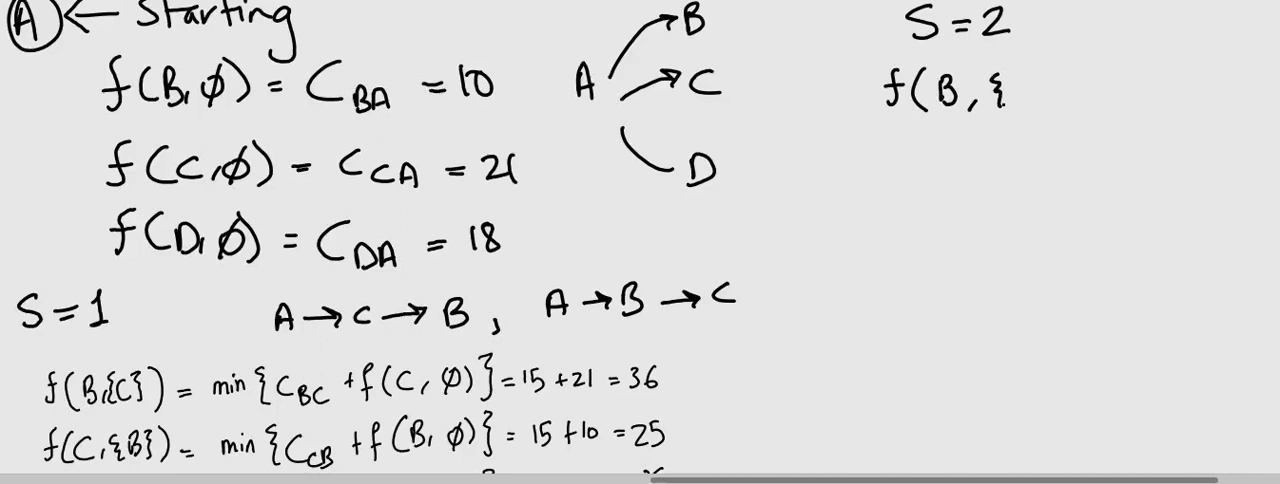 A ← Starting
f(B,φ) = C_BA = 10
f(C,φ) = C_CA = 21
f(D,φ) = C_DA = 18
A → B
→ C
D
S = 1
A → C → B , A → B → C
f(B,{C}) = min{C_BC + f(C, φ)} = 15 + 21 = 36
f(C,{B}) = min{C_CB + f(B, φ)} = 15 + 10 = 25
S = 2
f(B, {